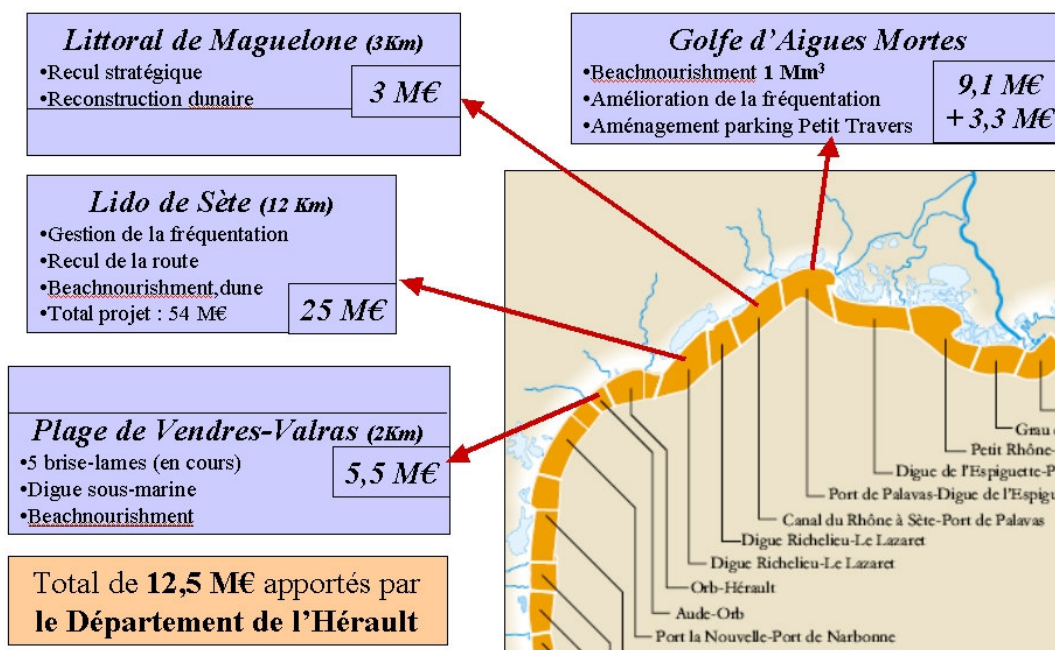 Littoral de Maguelone (3Km)
•Recul stratégique
•Reconstruction dunaire
3 M€
Golfe d'Aigues Mortes
•Beachnourishment 1 Mm³
•Amélioration de la fréquentation
•Aménagement parking Petit Travers
9,1 M€
+ 3,3 M€
Lido de Sète (12 Km)
•Gestion de la fréquentation
•Recul de la route
•Beachnourishment,dune
•Total projet : 54 M€
25 M€
Plage de Vendres-Valras (2Km)
•5 brise-lames (en cours)
•Digue sous-marine
•Beachnourishment
5,5 M€
Total de 12,5 M€ apportés par
le Département de l'Hérault
Grau
Petit Rhône-
Digue de l'Espiguette-P
Port de Palavas-Digue de l'Espigu
Canal du Rhône à Sète-Port de Palavas
Digue Richelieu-Le Lazaret
Digue Richelieu-Le Lazaret
Orb-Hérault
Aude-Orb
Port la Nouvelle-Port de Narbonne